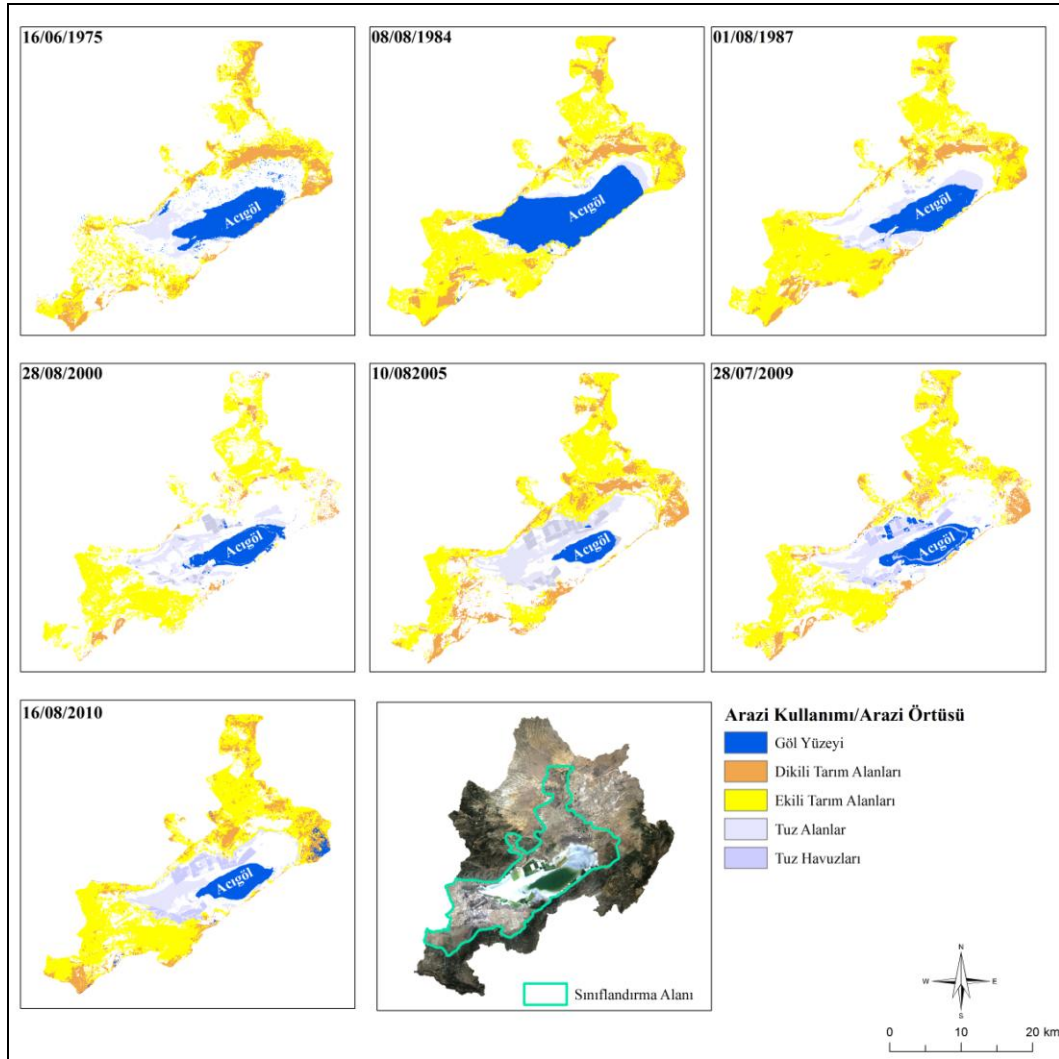 16/06/1975
Acıgöl
08/08/1984
Acıgöl
01/08/1987
Acıgöl
28/08/2000
Acıgöl
10/082005
Acıgöl
28/07/2009
Acıgöl
16/08/2010
Acıgöl
Sınıflandırma Alanı
Arazi Kullanımı/Arazi Örtüsü
Göl Yüzeyi
Dikili Tarım Alanları
Ekili Tarım Alanları
Tuz Alanlar
Tuz Havuzları
N
W E
S
0 10 20 km